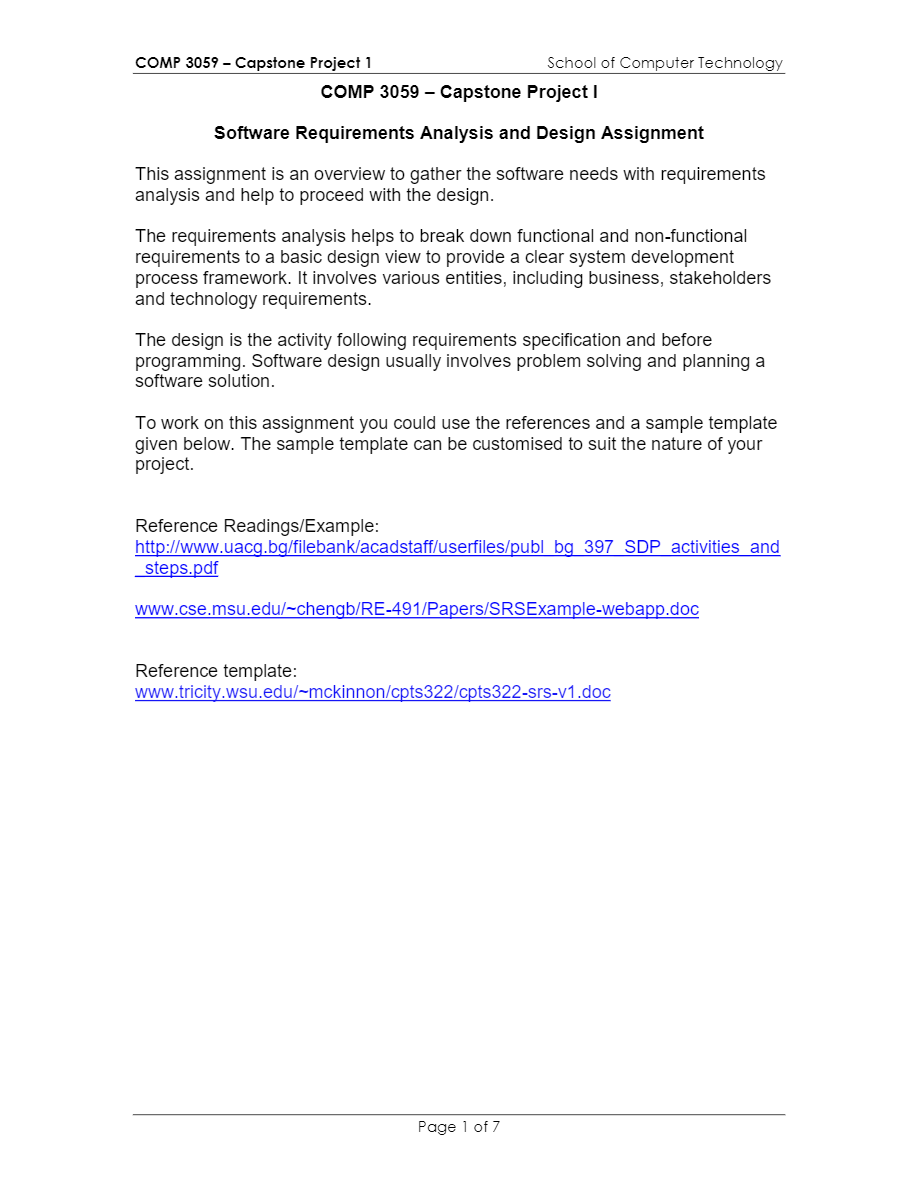 COMP 3059 – Capstone Project 1 School of Computer Technology
COMP 3059 – Capstone Project I
Software Requirements Analysis and Design Assignment
This assignment is an overview to gather the software needs with requirements
analysis and help to proceed with the design.
The requirements analysis helps to break down functional and non-functional
requirements to a basic design view to provide a clear system development
process framework. It involves various entities, including business, stakeholders
and technology requirements.
The design is the activity following requirements specification and before
programming. Software design usually involves problem solving and planning a
software solution.
To work on this assignment you could use the references and a sample template
given below. The sample template can be customised to suit the nature of your
project.
Reference Readings/Example:
http://www.uacg.bg/filebank/acadstaff/userfiles/publ_bg_397_SDP_activities_and
_steps.pdf
www.cse.msu.edu/~chengb/RE-491/Papers/SRSExample-webapp.doc
Reference template:
www.tricity.wsu.edu/~mckinnon/cpts322/cpts322-srs-v1.doc
Page 1 of 7